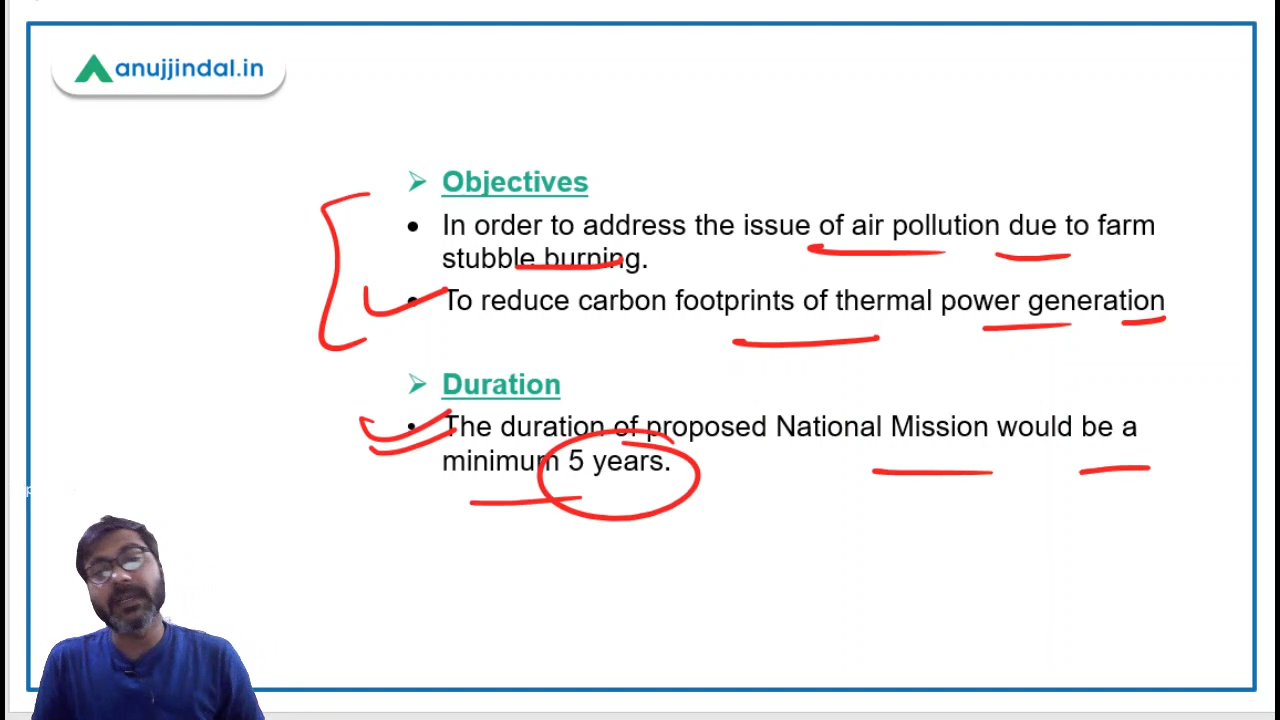 anujjindal.in
Objectives
In order to address the issue of air pollution due to farm
stubble burning.
To reduce carbon footprints of thermal power generation
Duration
The duration of proposed National Mission would be a
minimum 5 years.